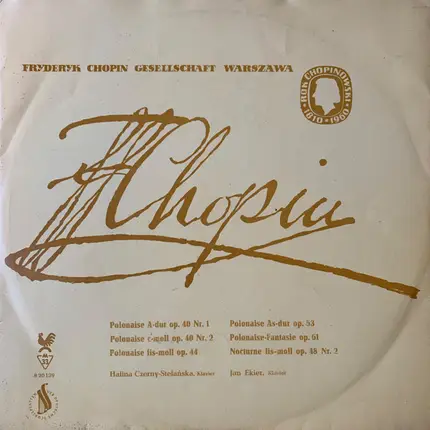 FRYDERYK CHOPIN GESELLSCHAFT WARSZAWA
ROK CHOPINOWSKI
1810 • 1960
FFChopin
Polonaise A-dur op. 40 Nr. 1
Polonaise c-moll op. 40 Nr. 2
Polonaise fis-moll op. 44
Halina Czerny-Stefańska, Klavier
Polonaise As-dur op. 53
Polonaise-Fantasie op. 61
Nocturne fis-moll op. 48 Nr. 2
Jan Ekier, Klavier
M
33